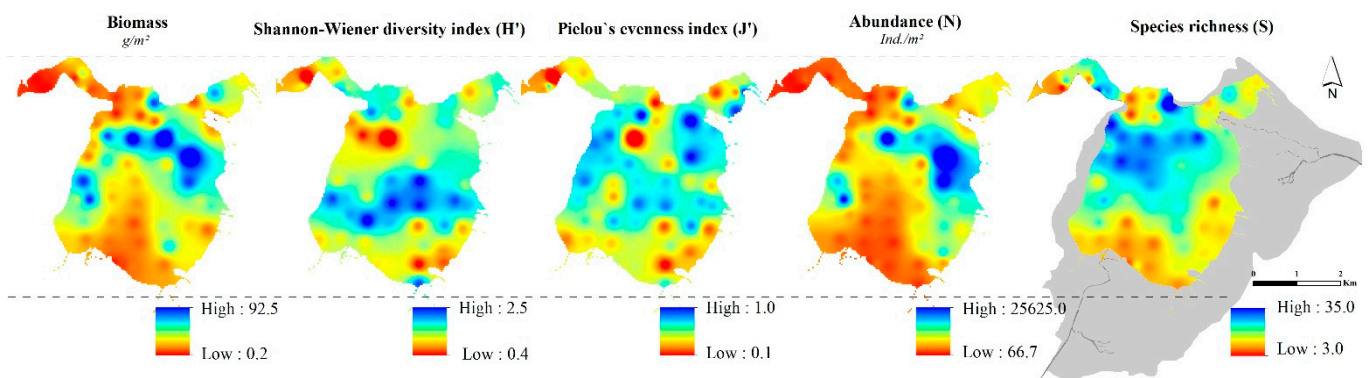 Biomass
g/m²
Shannon-Wiener diversity index (H')
Pielou`s evenness index (J')
Abundance (N)
Ind./m²
Species richness (S)
N
0 1 2
Km
High : 92.5
Low : 0.2
High : 2.5
Low : 0.4
High : 1.0
Low : 0.1
High : 25625.0
Low : 66.7
High : 35.0
Low : 3.0